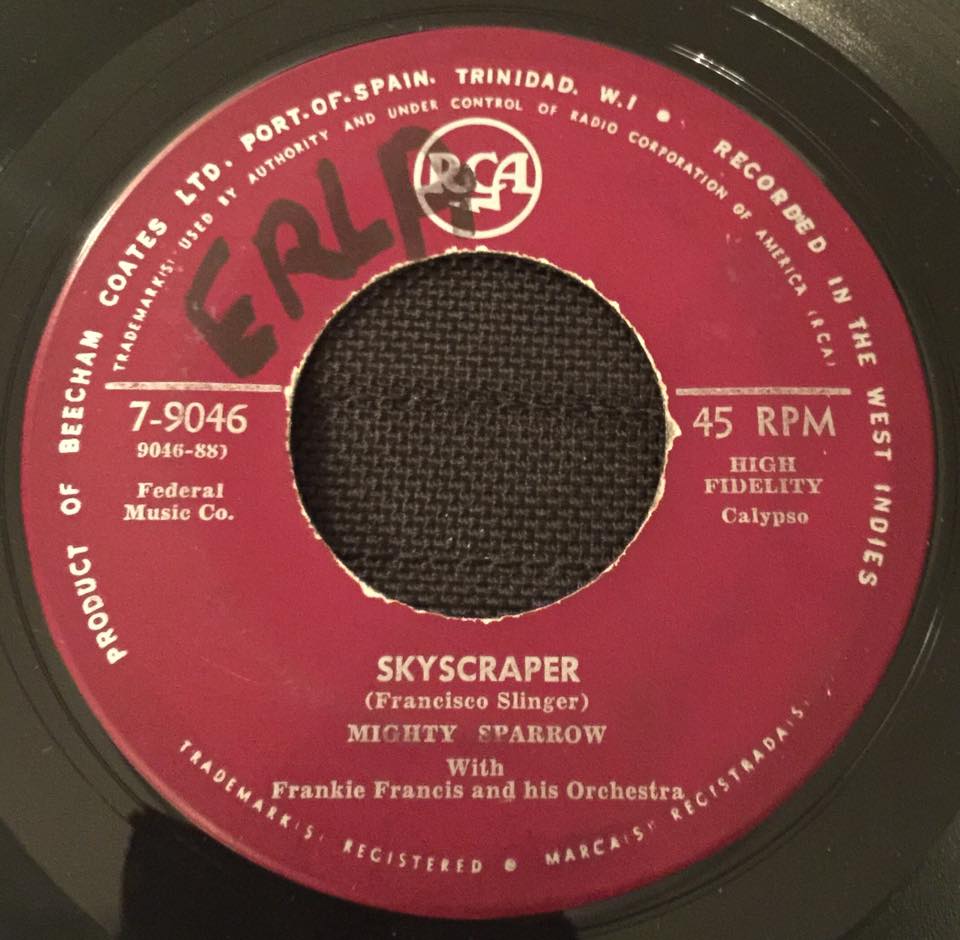 PRODUCT OF BEECHAM COATES LTD. PORT-OF-SPAIN. TRINIDAD. W.I • RECORDED IN THE WEST INDIES
TRADEMARK(S) USED BY AUTHORITY AND UNDER CONTROL OF RADIO CORPORATION OF AMERICA (RCA)
RCA
ERLA
7-9046
9046-887
Federal
Music Co.
45 RPM
HIGH
FIDELITY
Calypso
SKYSCRAPER
(Francisco Slinger)
MIGHTY SPARROW
With
Frankie Francis and his Orchestra
TRADEMARK(S) REGISTERED • MARCA(S) REGISTRADA(S)